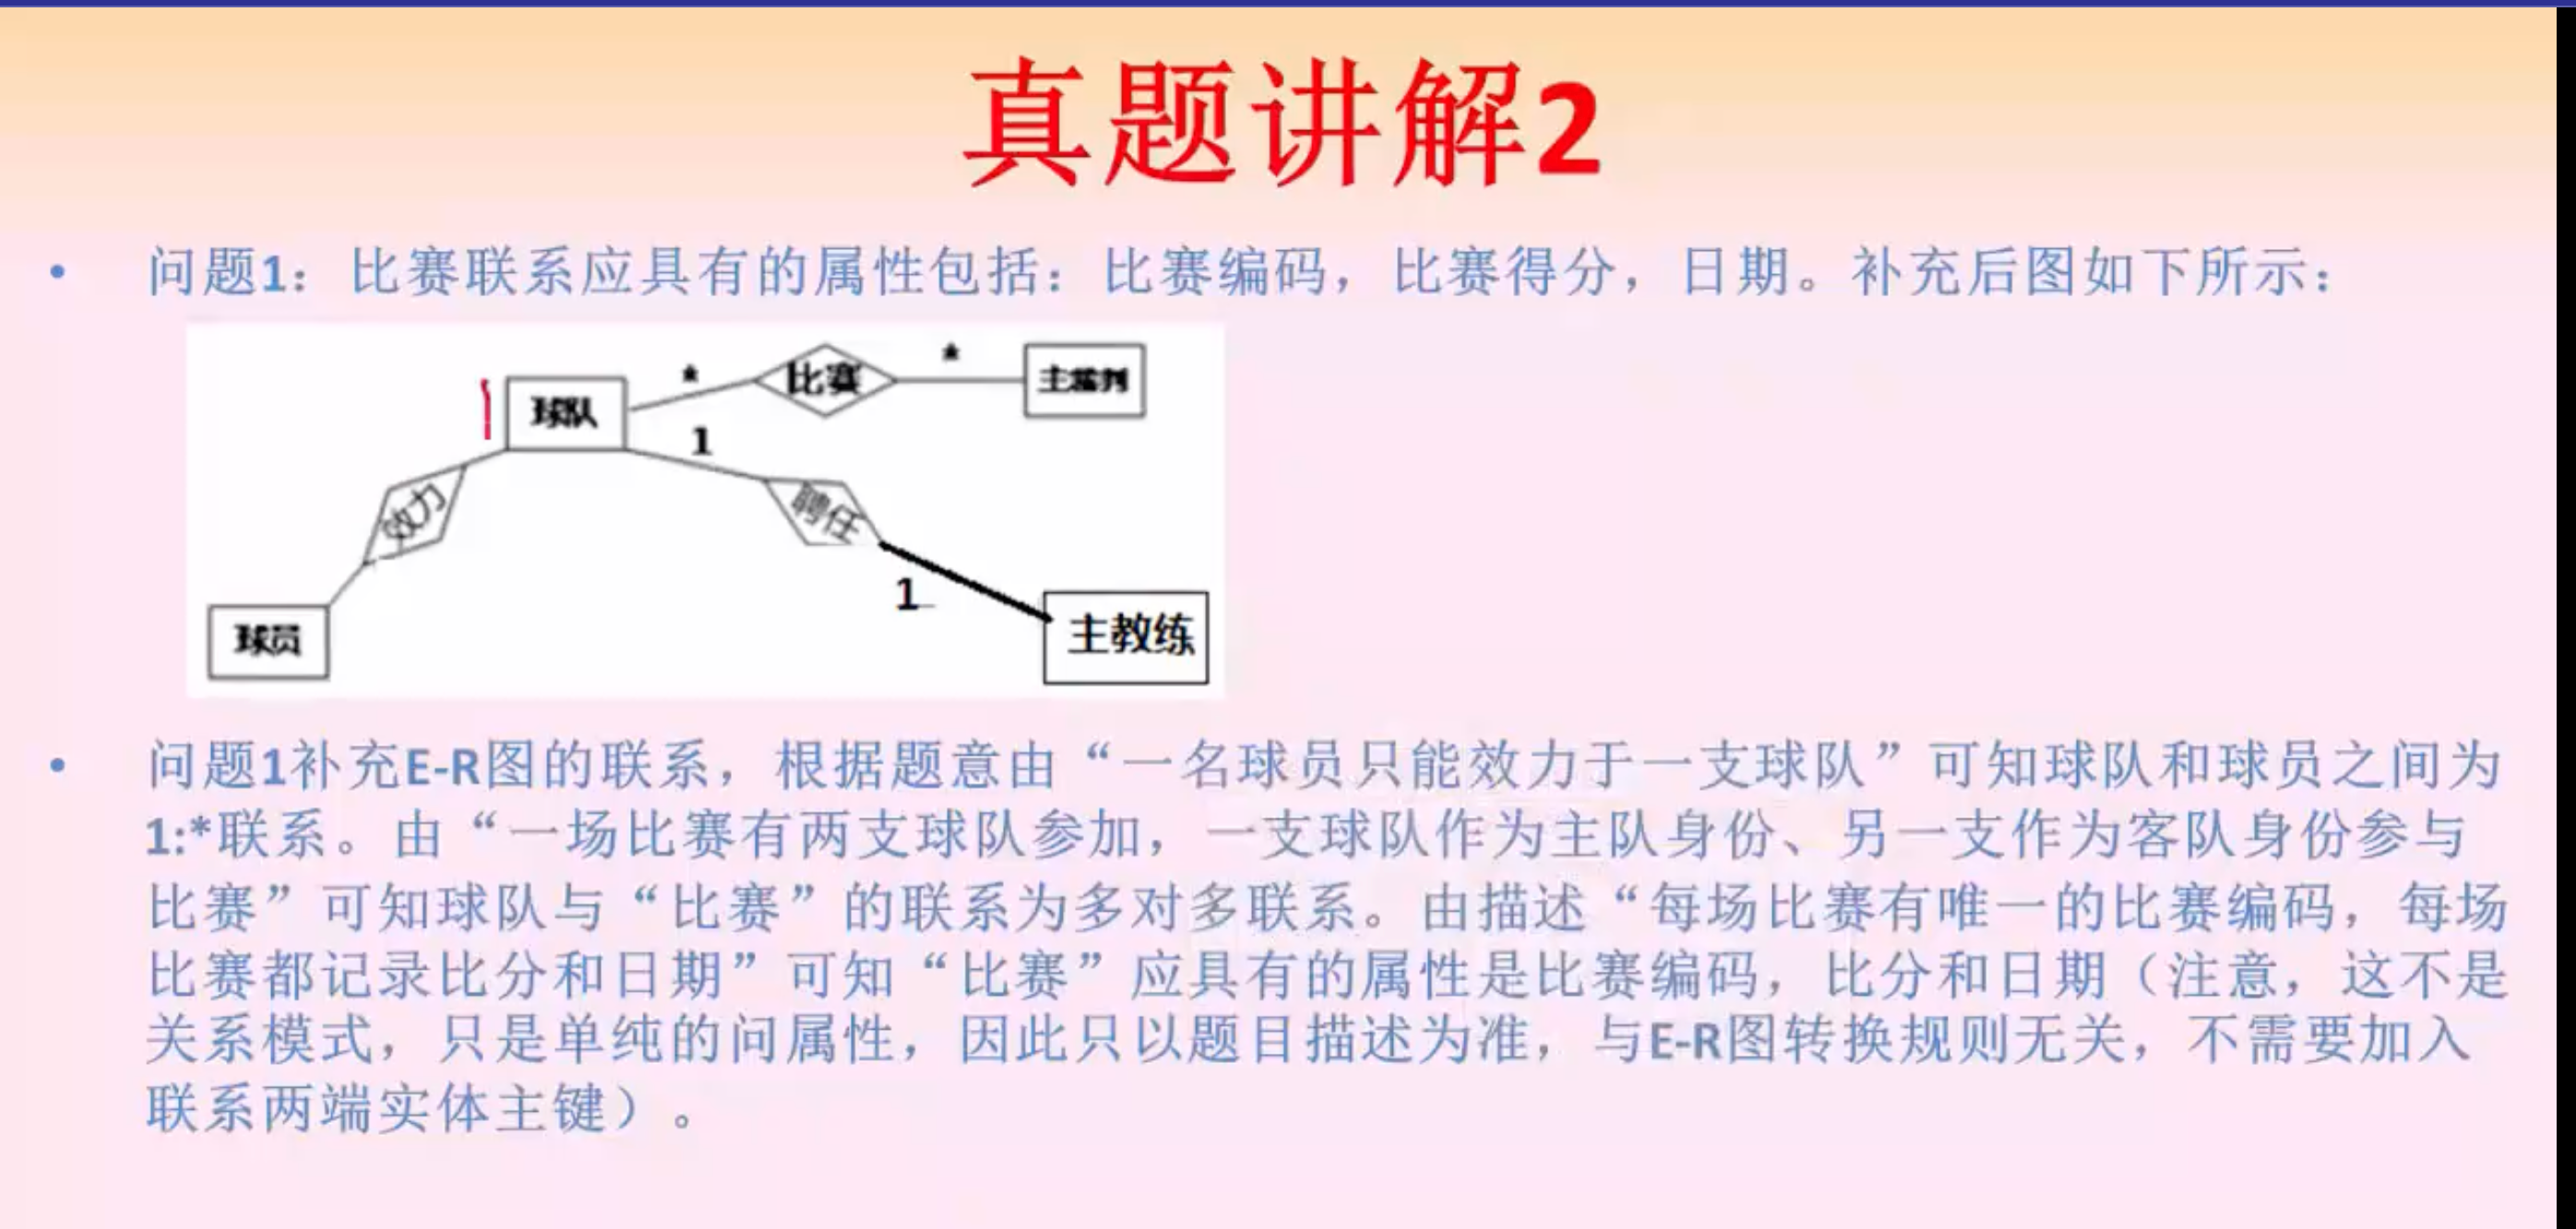 真题讲解2
• 问题1：比赛联系应具有的属性包括：比赛编码，比赛得分，日期。补充后图如下所示：
* 比赛 * 主裁判
球队
1
效力 聘任
1
球员 主教练
• 问题1补充E-R图的联系，根据题意由“一名球员只能效力于一支球队”可知球队和球员之间为
1:*联系。由“一场比赛有两支球队参加，一支球队作为主队身份、另一支作为客队身份参与
比赛”可知球队与“比赛”的联系为多对多联系。由描述“每场比赛有唯一的比赛编码，每场
比赛都记录比分和日期”可知“比赛”应具有的属性是比赛编码，比分和日期（注意，这不是
关系模式，只是单纯的问属性，因此只以题目描述为准，与E-R图转换规则无关，不需要加入
联系两端实体主键）。